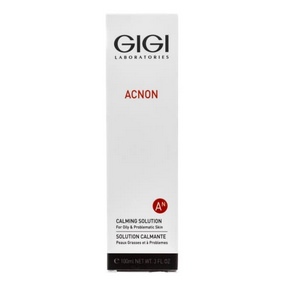 GIGI
LABORATORIES
ACNON
AN
CALMING SOLUTION
For Oily & Problematic Skin
SOLUTION CALMANTE
Peaux Grasses et à Problèmes
℮ 100ml NET WT. 3 FL.OZ